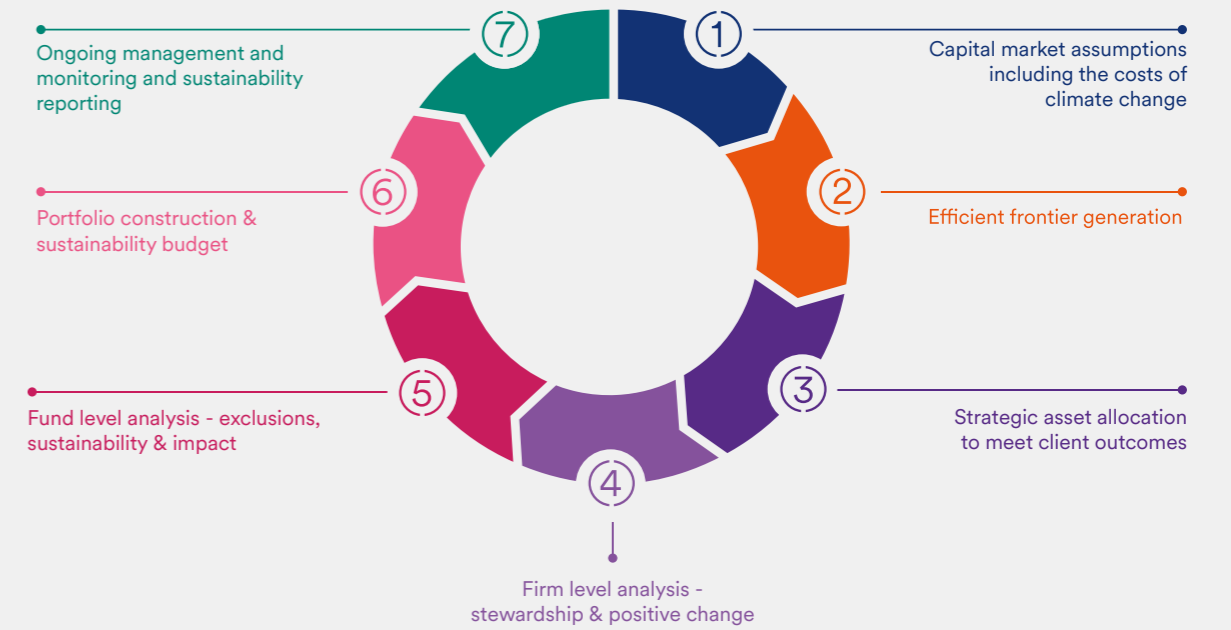 1
Capital market assumptions
including the costs of
climate change
2
Efficient frontier generation
3
Strategic asset allocation
to meet client outcomes
4
Firm level analysis -
stewardship & positive change
5
Fund level analysis - exclusions,
sustainability & impact
6
Portfolio construction &
sustainability budget
7
Ongoing management and
monitoring and sustainability
reporting